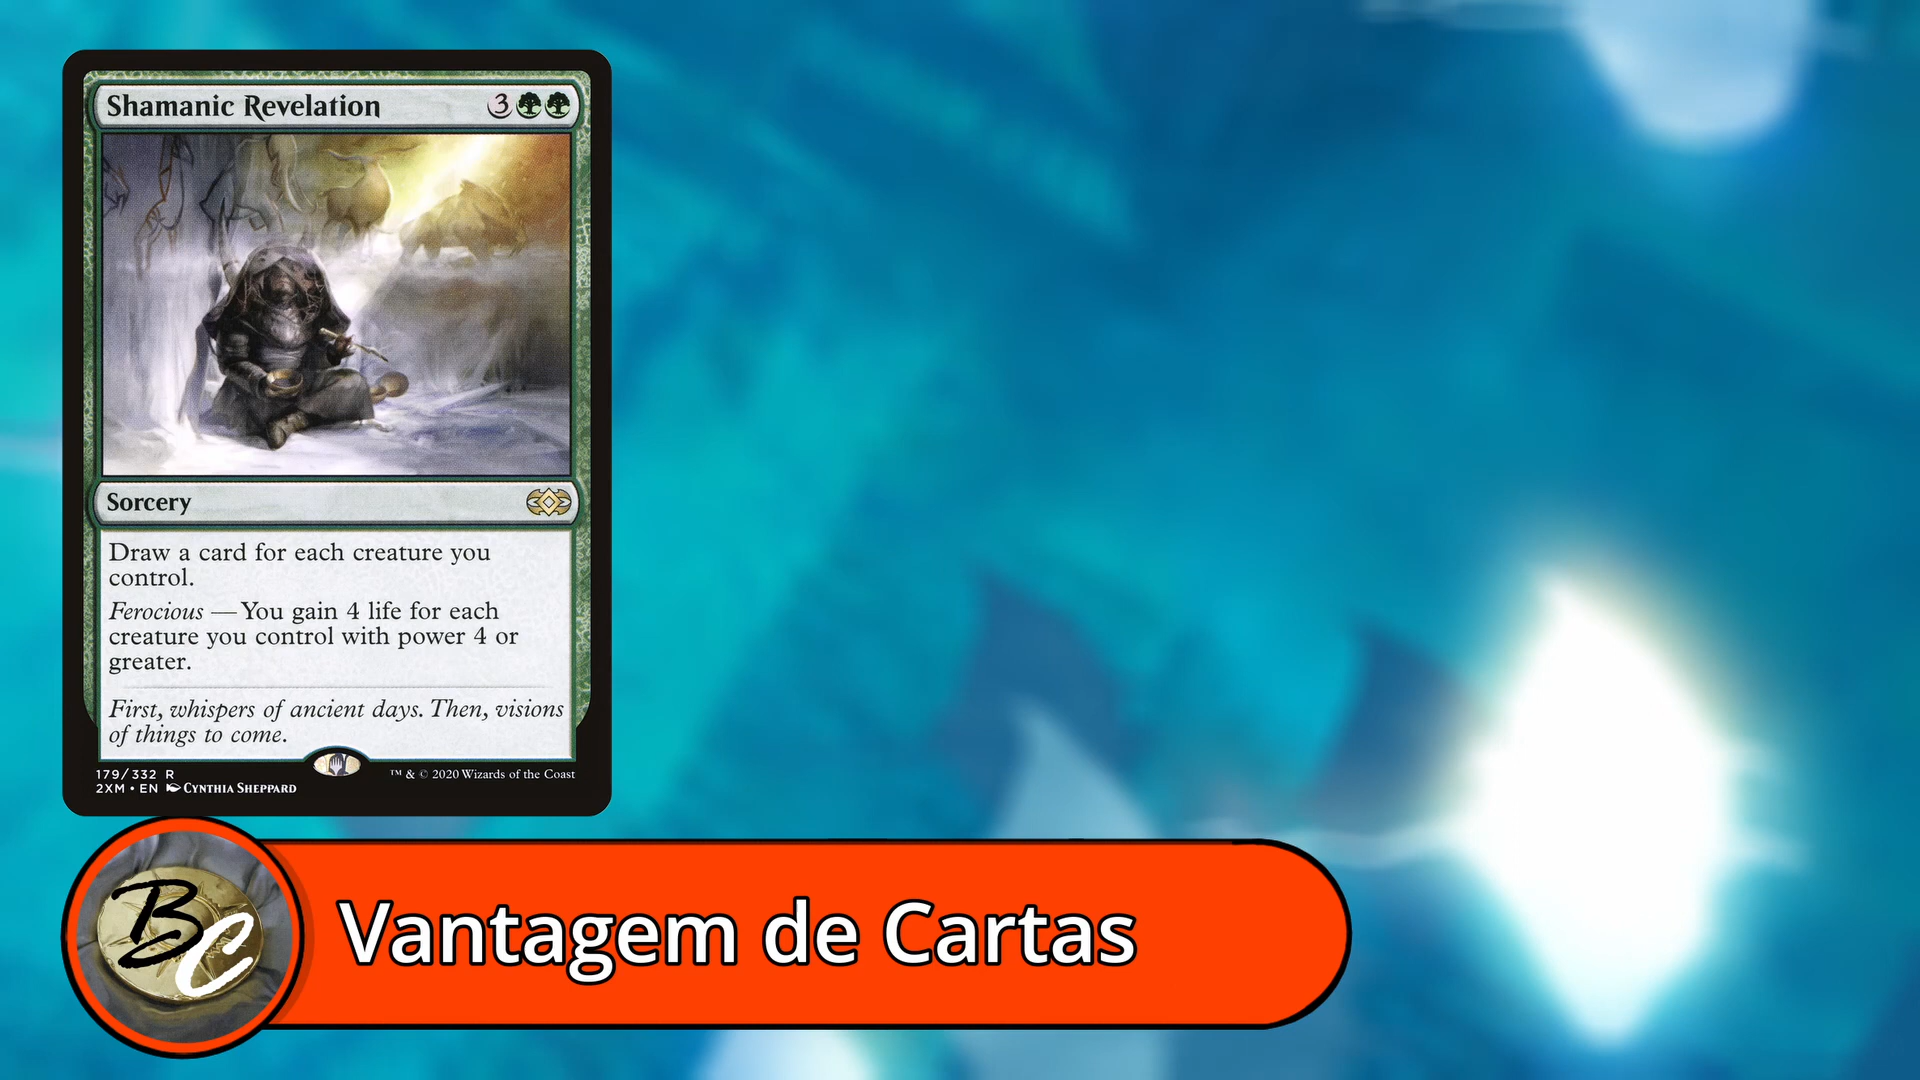 Shamanic Revelation 3
Sorcery
Draw a card for each creature you
control.
Ferocious — You gain 4 life for each
creature you control with power 4 or
greater.
First, whispers of ancient days. Then, visions
of things to come.
179/332 R
2XM • EN Cynthia Sheppard
™ & © 2020 Wizards of the Coast
BC
Vantagem de Cartas